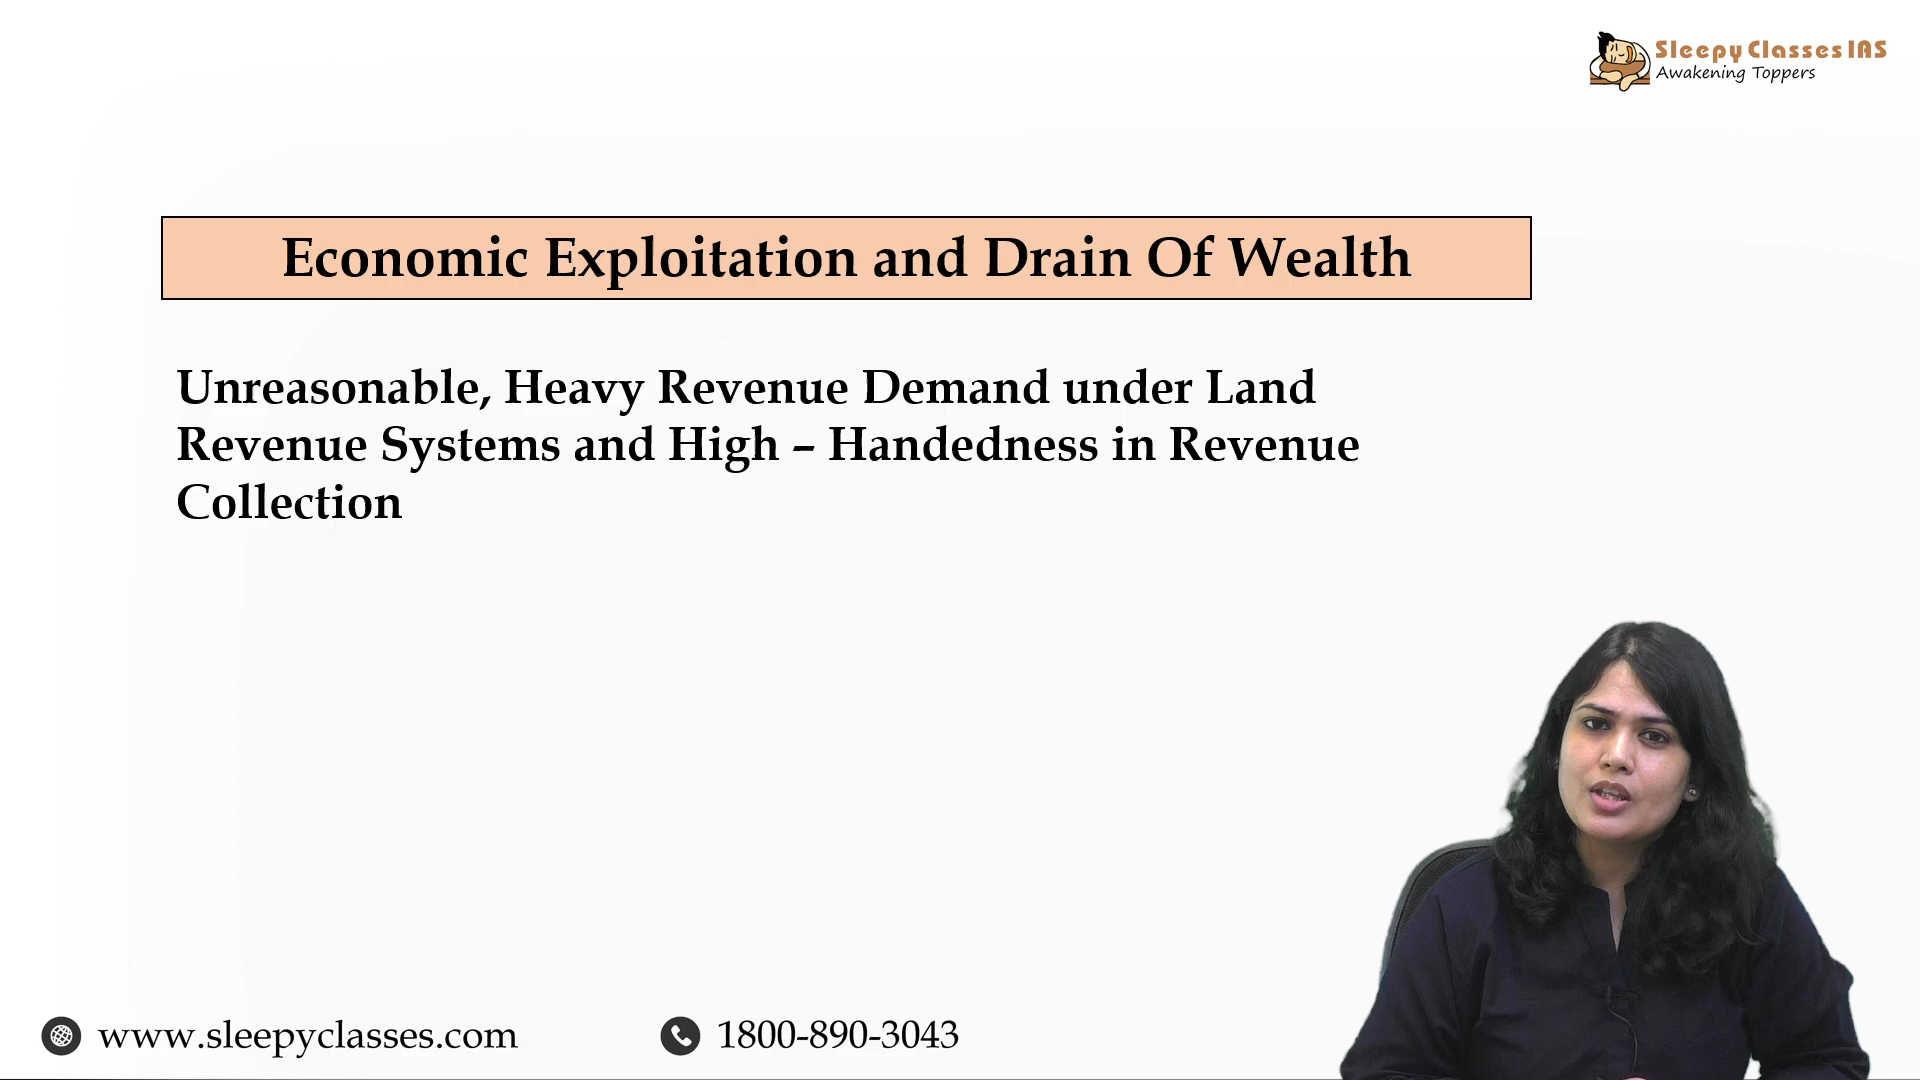 Sleepy Classes IAS
Awakening Toppers
Economic Exploitation and Drain Of Wealth
Unreasonable, Heavy Revenue Demand under Land
Revenue Systems and High – Handedness in Revenue
Collection
www.sleepyclasses.com
1800-890-3043